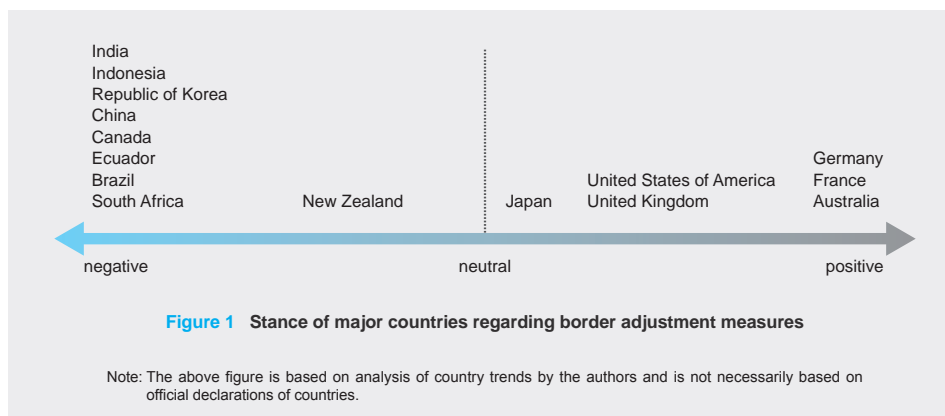 India
Indonesia
Republic of Korea
China
Canada
Ecuador
Brazil
South Africa
New Zealand
Japan
United States of America
United Kingdom
Germany
France
Australia
negative
neutral
positive
Figure 1 Stance of major countries regarding border adjustment measures
Note: The above figure is based on analysis of country trends by the authors and is not necessarily based on
official declarations of countries.